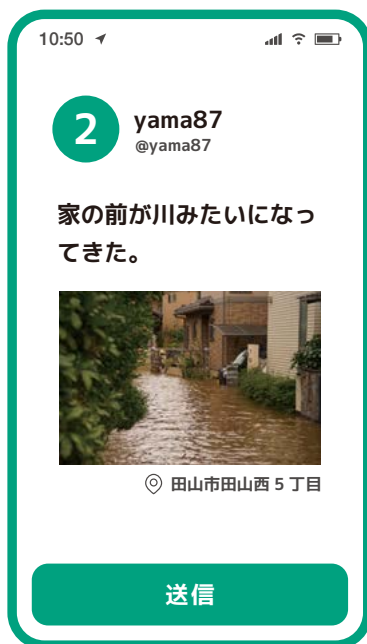 10:50
2
yama87
@yama87
家の前が川みたいになっ
てきた。
田山市田山西 5 丁目
送信